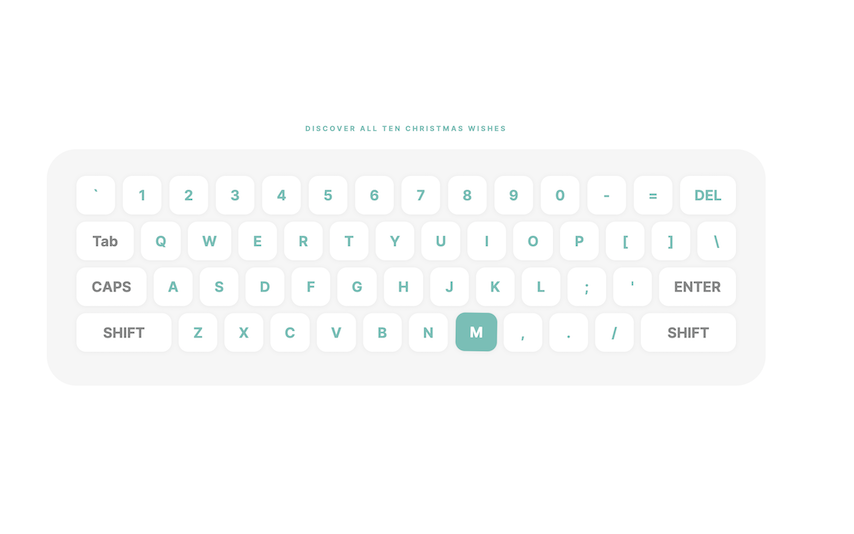 DISCOVER ALL TEN CHRISTMAS WISHES
` 1 2 3 4 5 6 7 8 9 0 - = DEL
Tab Q W E R T Y U I O P [ ] \
CAPS A S D F G H J K L ; ' ENTER
SHIFT Z X C V B N M , . / SHIFT